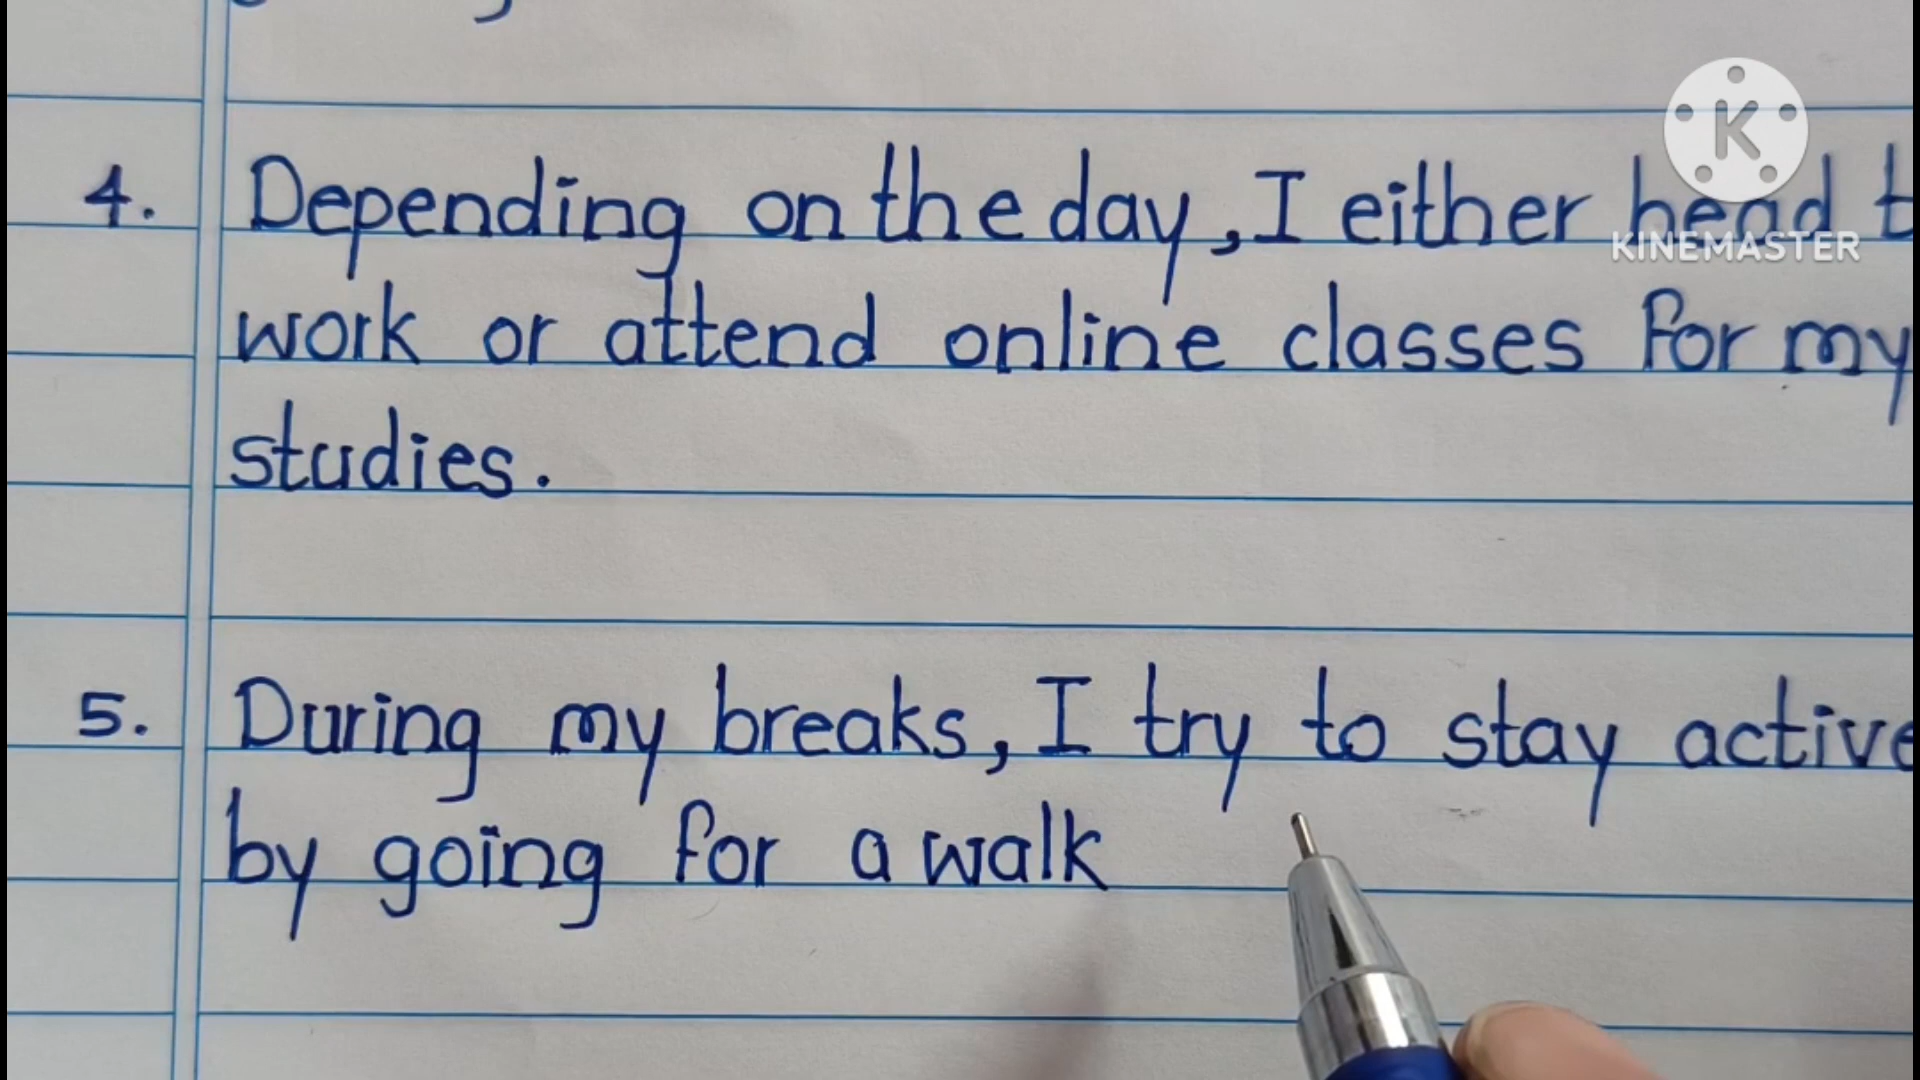 4. Depending on the day, I either head t
work or attend online classes for my
studies.
5. During my breaks, I try to stay active
by going for a walk
K
KINEMASTER